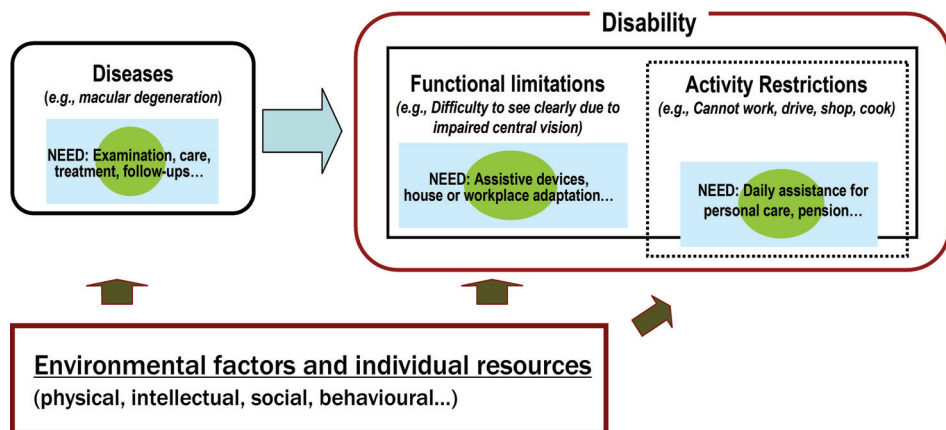 Disability
Diseases
(e.g., macular degeneration)
NEED: Examination, care,
treatment, follow-ups…
Functional limitations
(e.g., Difficulty to see clearly due to
impaired central vision)
NEED: Assistive devices,
house or workplace adaptation…
Activity Restrictions
(e.g., Cannot work, drive, shop, cook)
NEED: Daily assistance for
personal care, pension…
Environmental factors and individual resources
(physical, intellectual, social, behavioural…)